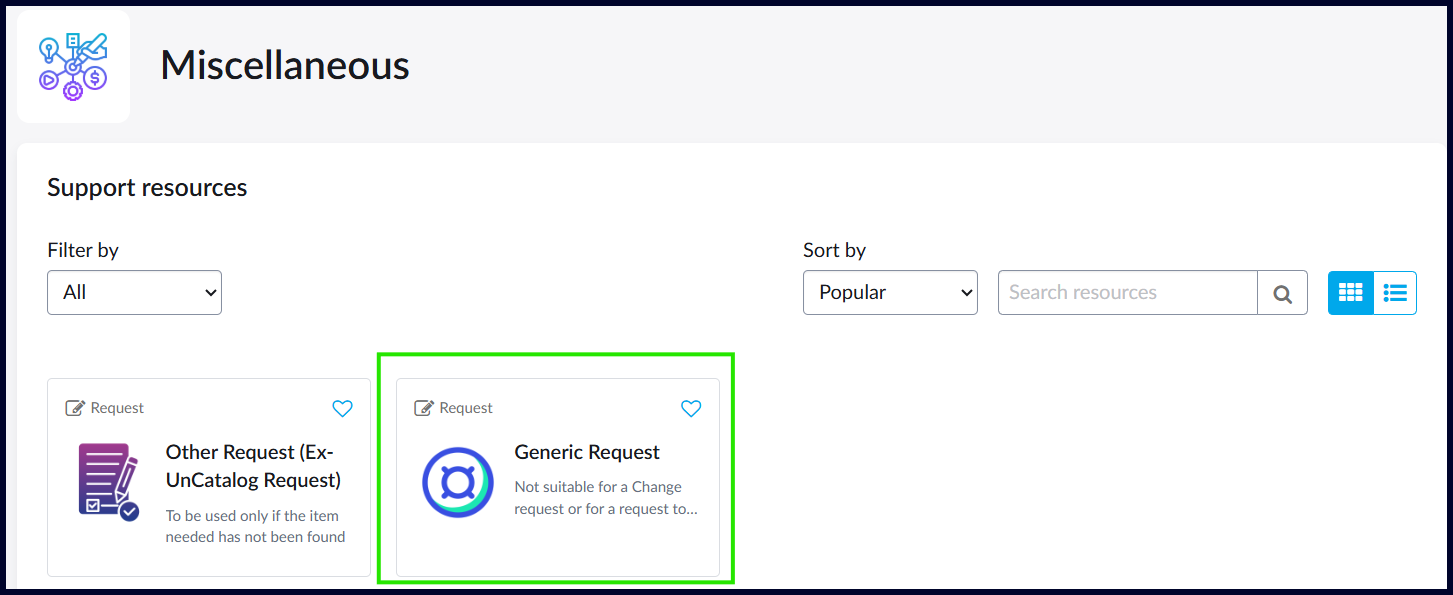 Miscellaneous
Support resources
Filter by
Sort by
All
Popular
Search resources
Request
Other Request (Ex-
UnCatalog Request)
To be used only if the item
needed has not been found
Request
Generic Request
Not suitable for a Change
request or for a request to...